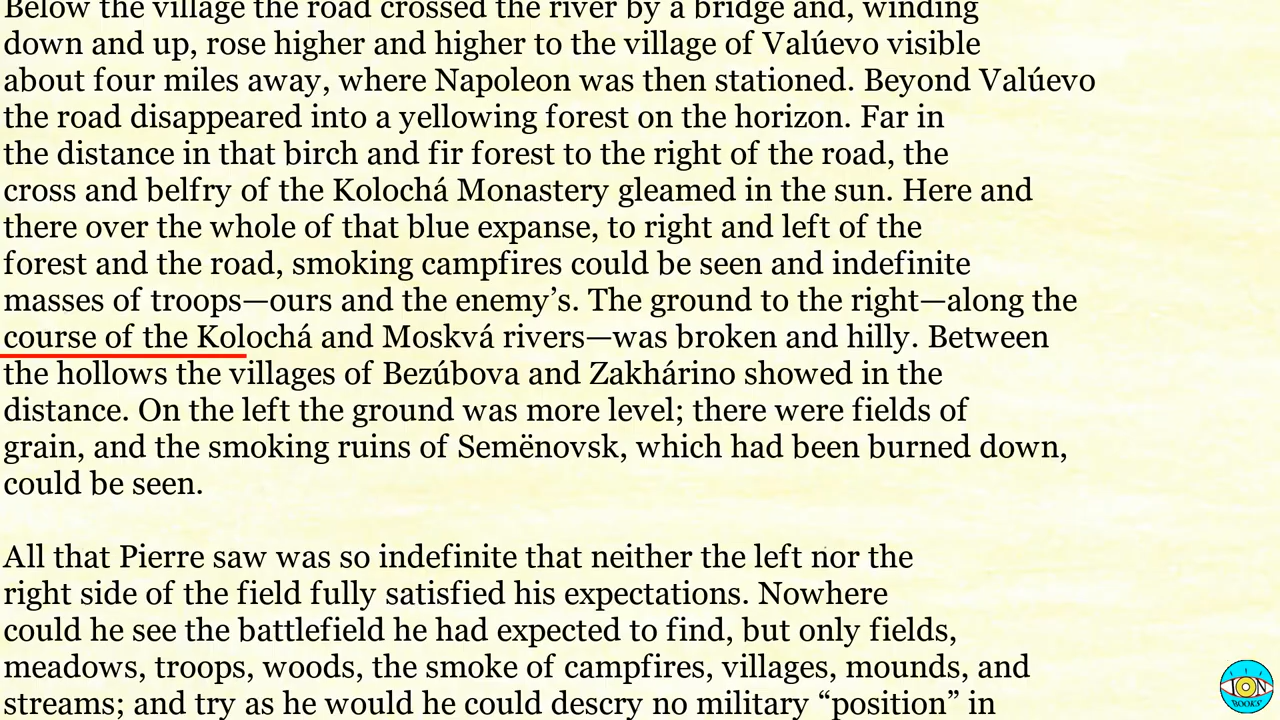 Below the village the road crossed the river by a bridge and, winding
down and up, rose higher and higher to the village of Valúevo visible
about four miles away, where Napoleon was then stationed. Beyond Valúevo
the road disappeared into a yellowing forest on the horizon. Far in
the distance in that birch and fir forest to the right of the road, the
cross and belfry of the Kolochá Monastery gleamed in the sun. Here and
there over the whole of that blue expanse, to right and left of the
forest and the road, smoking campfires could be seen and indefinite
masses of troops—ours and the enemy’s. The ground to the right—along the
course of the Kolochá and Moskvá rivers—was broken and hilly. Between
the hollows the villages of Bezúbova and Zakhárino showed in the
distance. On the left the ground was more level; there were fields of
grain, and the smoking ruins of Semënovsk, which had been burned down,
could be seen.

All that Pierre saw was so indefinite that neither the left nor the
right side of the field fully satisfied his expectations. Nowhere
could he see the battlefield he had expected to find, but only fields,
meadows, troops, woods, the smoke of campfires, villages, mounds, and
streams; and try as he would he could descry no military “position” in
ION
BOOKS